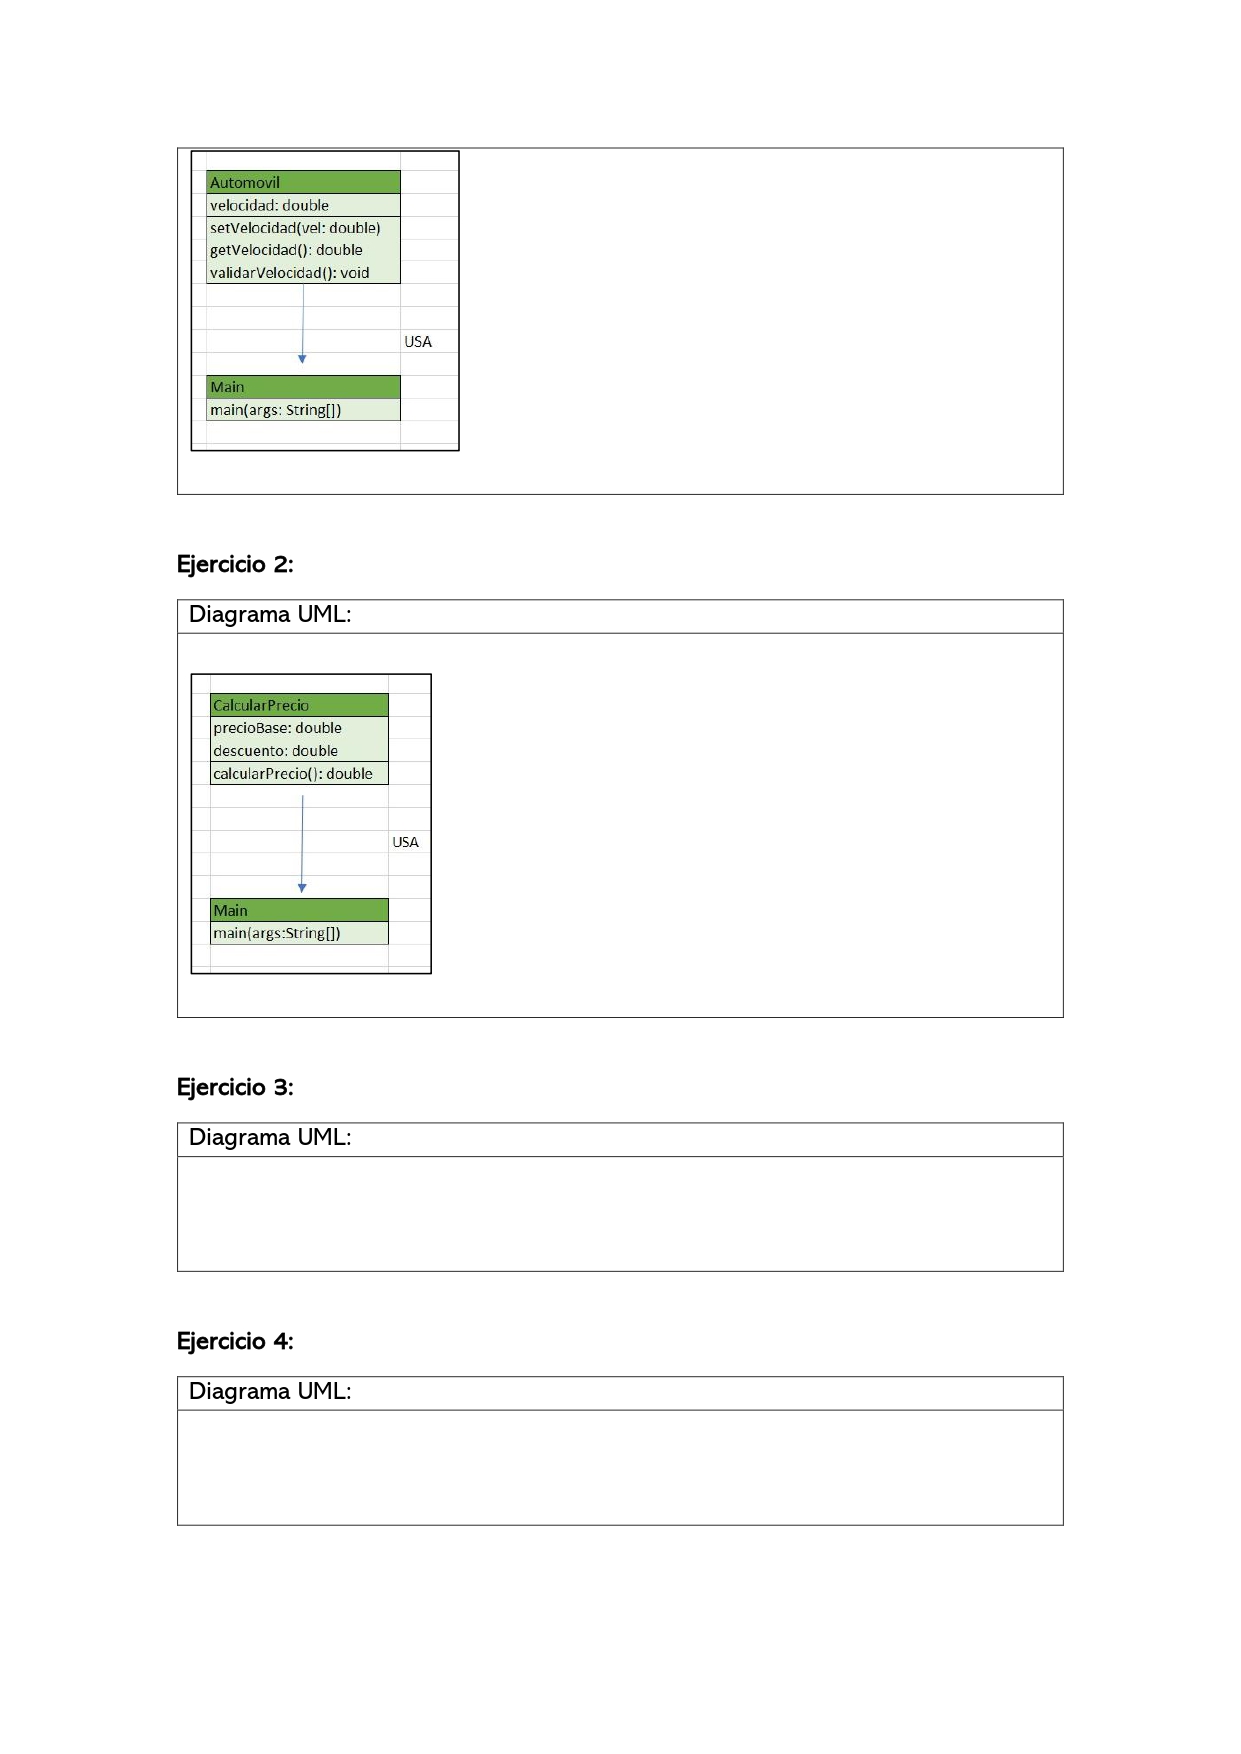 Automovil
velocidad: double
setVelocidad(vel: double)
getVelocidad(): double
validarVelocidad(): void
USA
Main
main(args: String[])
Ejercicio 2:
Diagrama UML:
CalcularPrecio
precioBase: double
descuento: double
calcularPrecio(): double
USA
Main
main(args:String[])
Ejercicio 3:
Diagrama UML:
Ejercicio 4:
Diagrama UML: